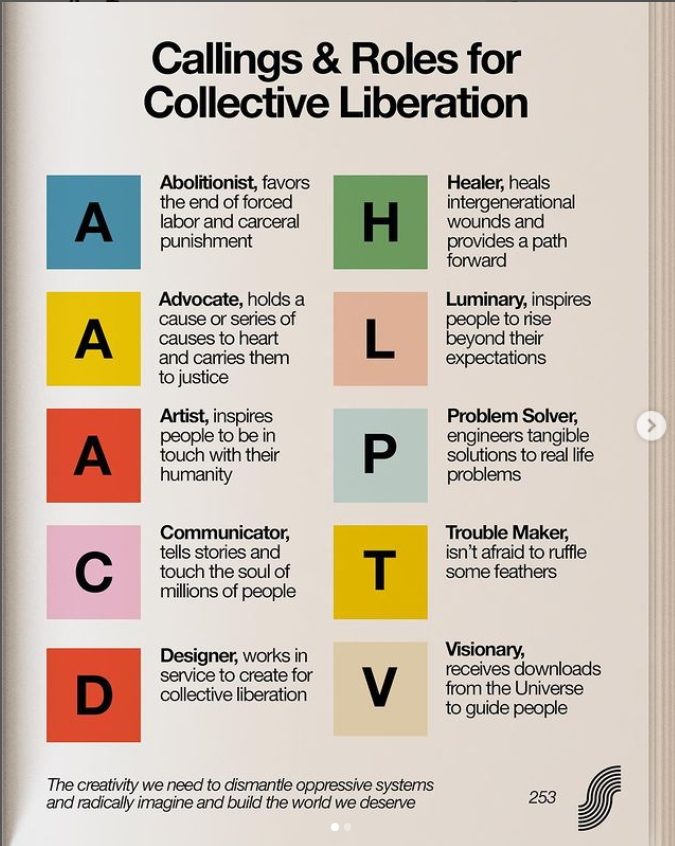 Callings & Roles for
Collective Liberation
A
Abolitionist, favors
the end of forced
labor and carceral
punishment
A
Advocate, holds a
cause or series of
causes to heart
and carries them
to justice
A
Artist, inspires
people to be in
touch with their
humanity
C
Communicator,
tells stories and
touch the soul of
millions of people
D
Designer, works in
service to create for
collective liberation
H
Healer, heals
intergenerational
wounds and
provides a path
forward
L
Luminary, inspires
people to rise
beyond their
expectations
P
Problem Solver,
engineers tangible
solutions to real life
problems
T
Trouble Maker,
isn't afraid to ruffle
some feathers
V
Visionary,
receives downloads
from the Universe
to guide people
The creativity we need to dismantle oppressive systems
and radically imagine and build the world we deserve
253